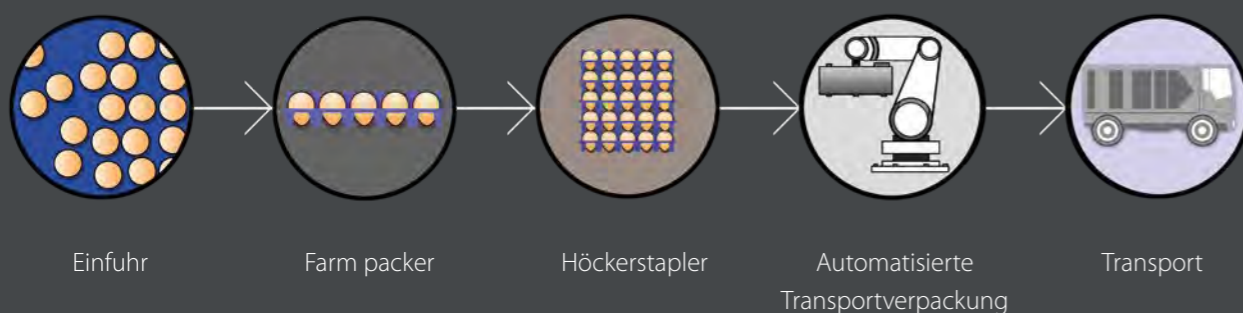 Einfuhr
Farm packer
Höckerstapler
Automatisierte
Transportverpackung
Transport